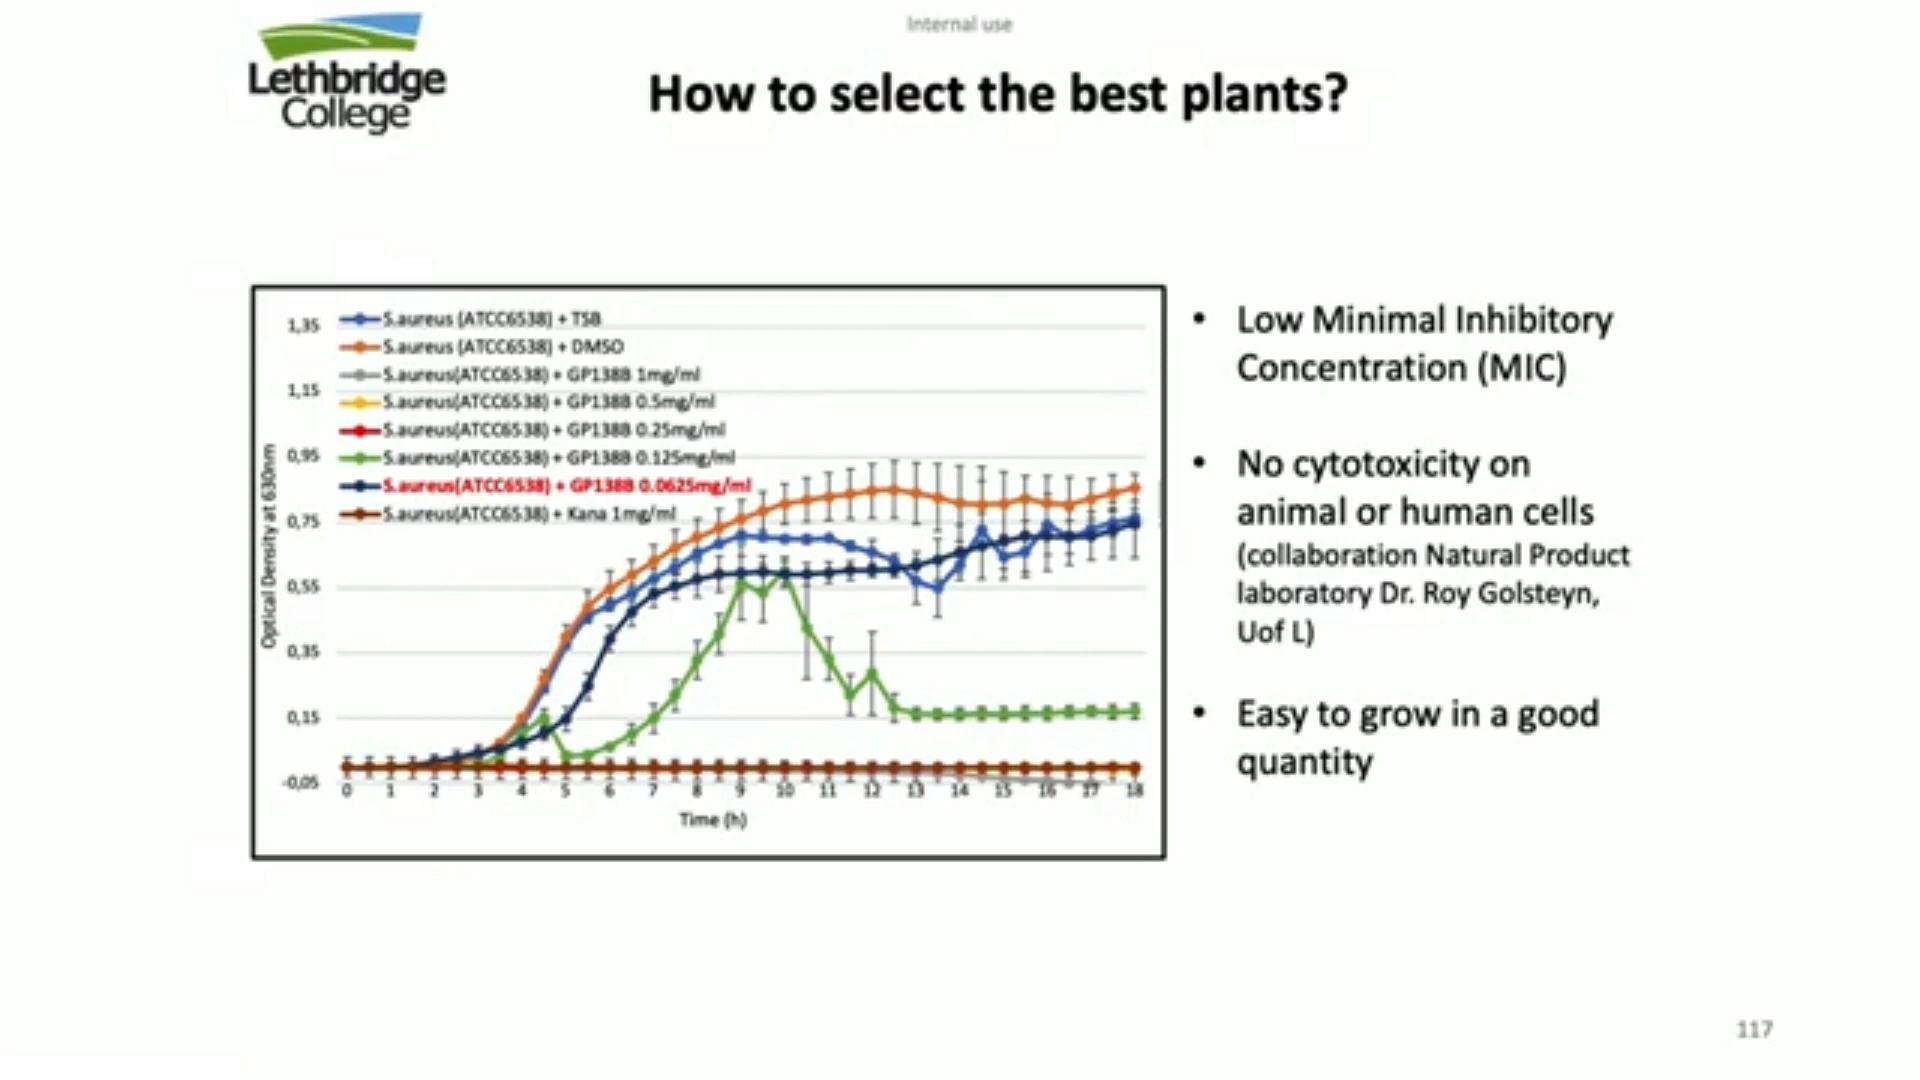 Internal use
Lethbridge
College
How to select the best plants?
1,35
1,15
0,95
0,75
0,55
0,35
0,15
-0,05
Optical Density at 630nm
S.aureus (ATCC6538) + TSB
S.aureus (ATCC6538) + DMSO
S.aureus(ATCC6538) + GP138B 1mg/ml
S.aureus(ATCC6538) + GP138B 0.5mg/ml
S.aureus(ATCC6538) + GP138B 0.25mg/ml
S.aureus(ATCC6538) + GP138B 0.125mg/ml
S.aureus(ATCC6538) + GP138B 0.0625mg/ml
S.aureus(ATCC6538) + Kana 1mg/ml
0 1 2 3 4 5 6 7 8 9 10 11 12 13 14 15 16 17 18
Time (h)
• Low Minimal Inhibitory
Concentration (MIC)
• No cytotoxicity on
animal or human cells
(collaboration Natural Product
laboratory Dr. Roy Golsteyn,
Uof L)
• Easy to grow in a good
quantity
117